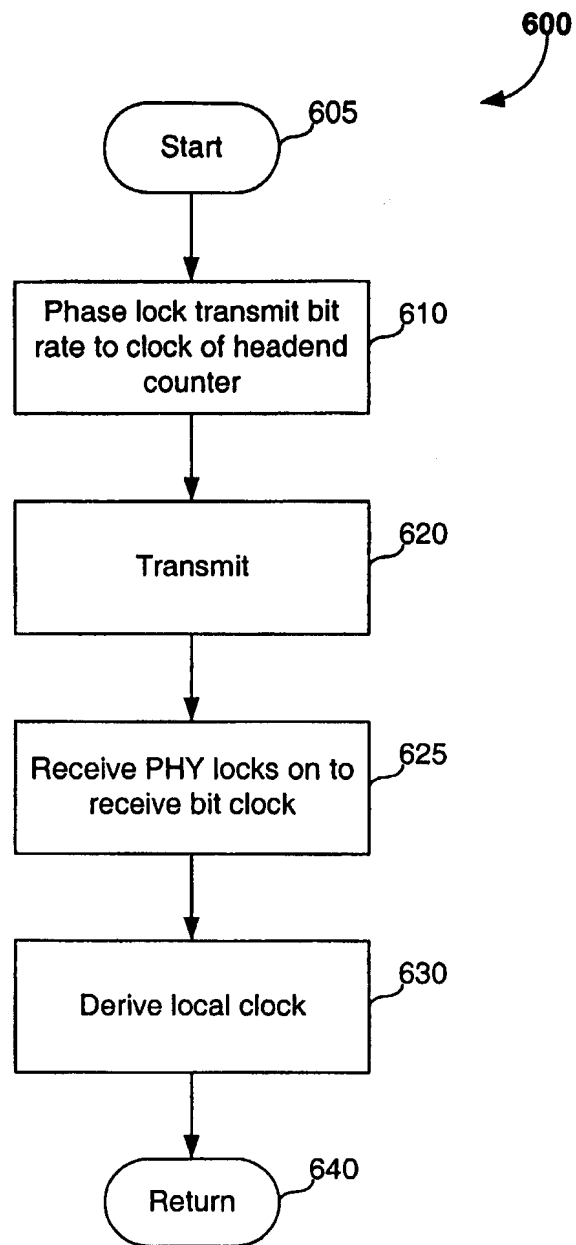 600
605
Start
Phase lock transmit bit
rate to clock of headend
counter
610
620
Transmit
Receive PHY locks on to
receive bit clock
625
630
Derive local clock
640
Return